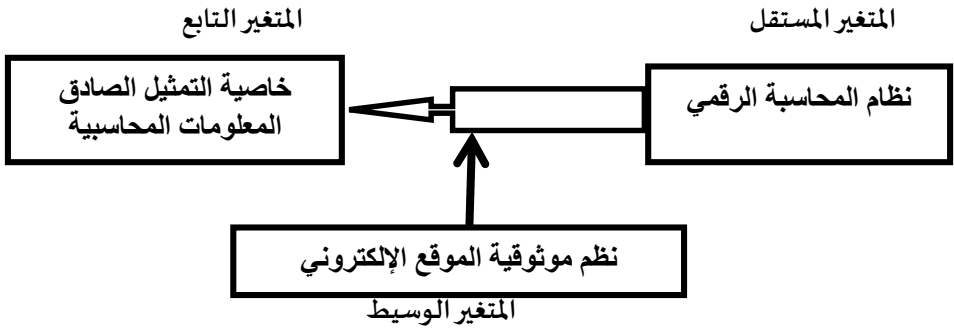 المتغير المستقل
المتغير التابع
نظام المحاسبة الرقمي
خاصية التمثيل الصادق
المعلومات المحاسبية
نظم موثوقية الموقع الإلكتروني
المتغير الوسيط